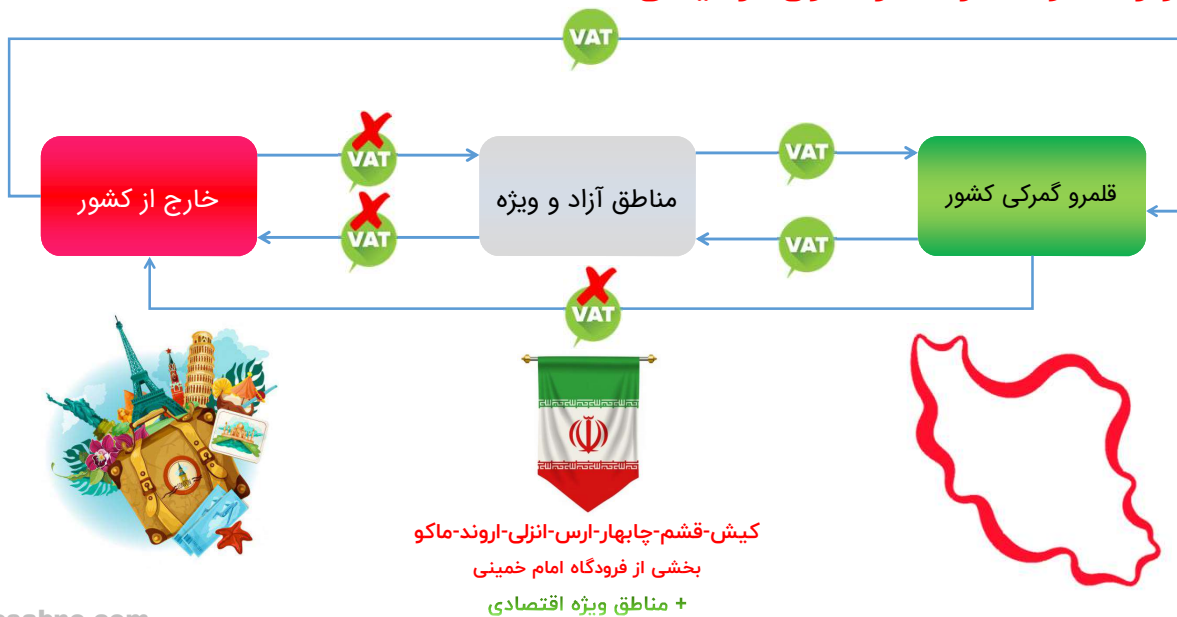 VAT
VAT
VAT
خارج از کشور
مناطق آزاد و ویژه
قلمرو گمرکی کشور
VAT
VAT
VAT
کیش-قشم-چابهار-ارس-انزلی-اروند-ماکو
بخشی از فرودگاه امام خمینی
+ مناطق ویژه اقتصادی